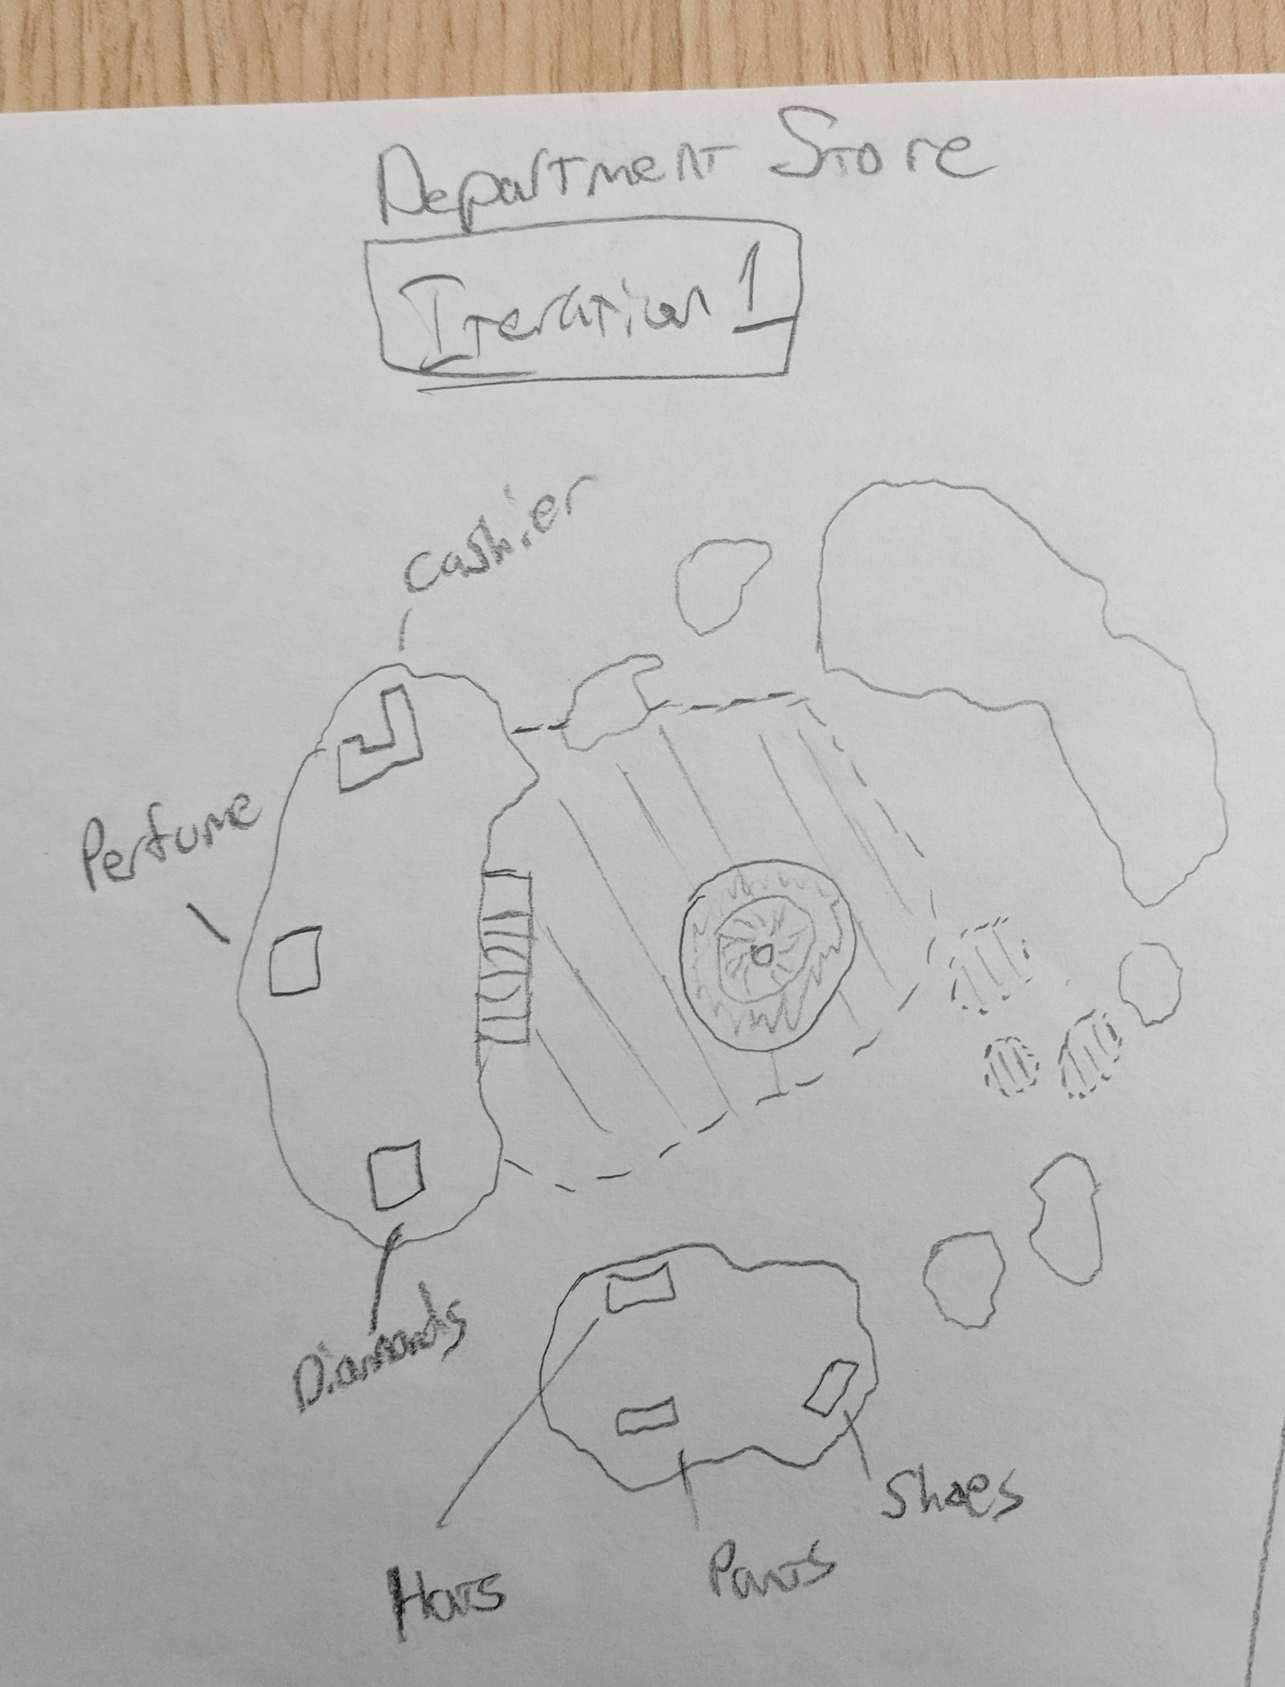 Department Store
Iteration 1
Cashier
Perfume
Diamonds
Hats
Pants
Shoes